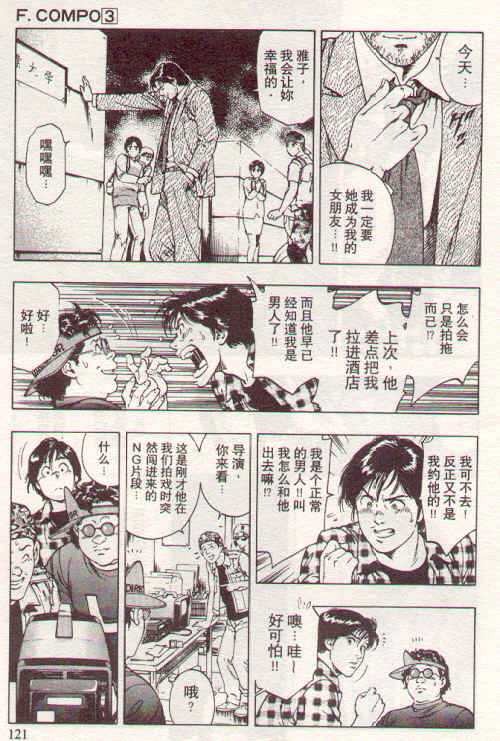 F. COMPO 3
今天…
我一定要
她成为我的
女朋友…!!
雅子，
我会让妳
幸福的．
嘿嘿
嘿嘿…
怎么会
只是拍拖
而已!?
上次，他
差点把我
拉进酒店
了!!
而且他早已
经知道我是
男人了!!
好…
好啦！
我可不去！
反正又不是
我约他的!!
我是个正常
的男人!!叫
我怎么和他
出去嘛!?
噢…哇~
好可怕!!
导演，
你来看…
这是刚才他在
我们拍戏时突
然闯进来的
NG片段…
哦？
什么…
121